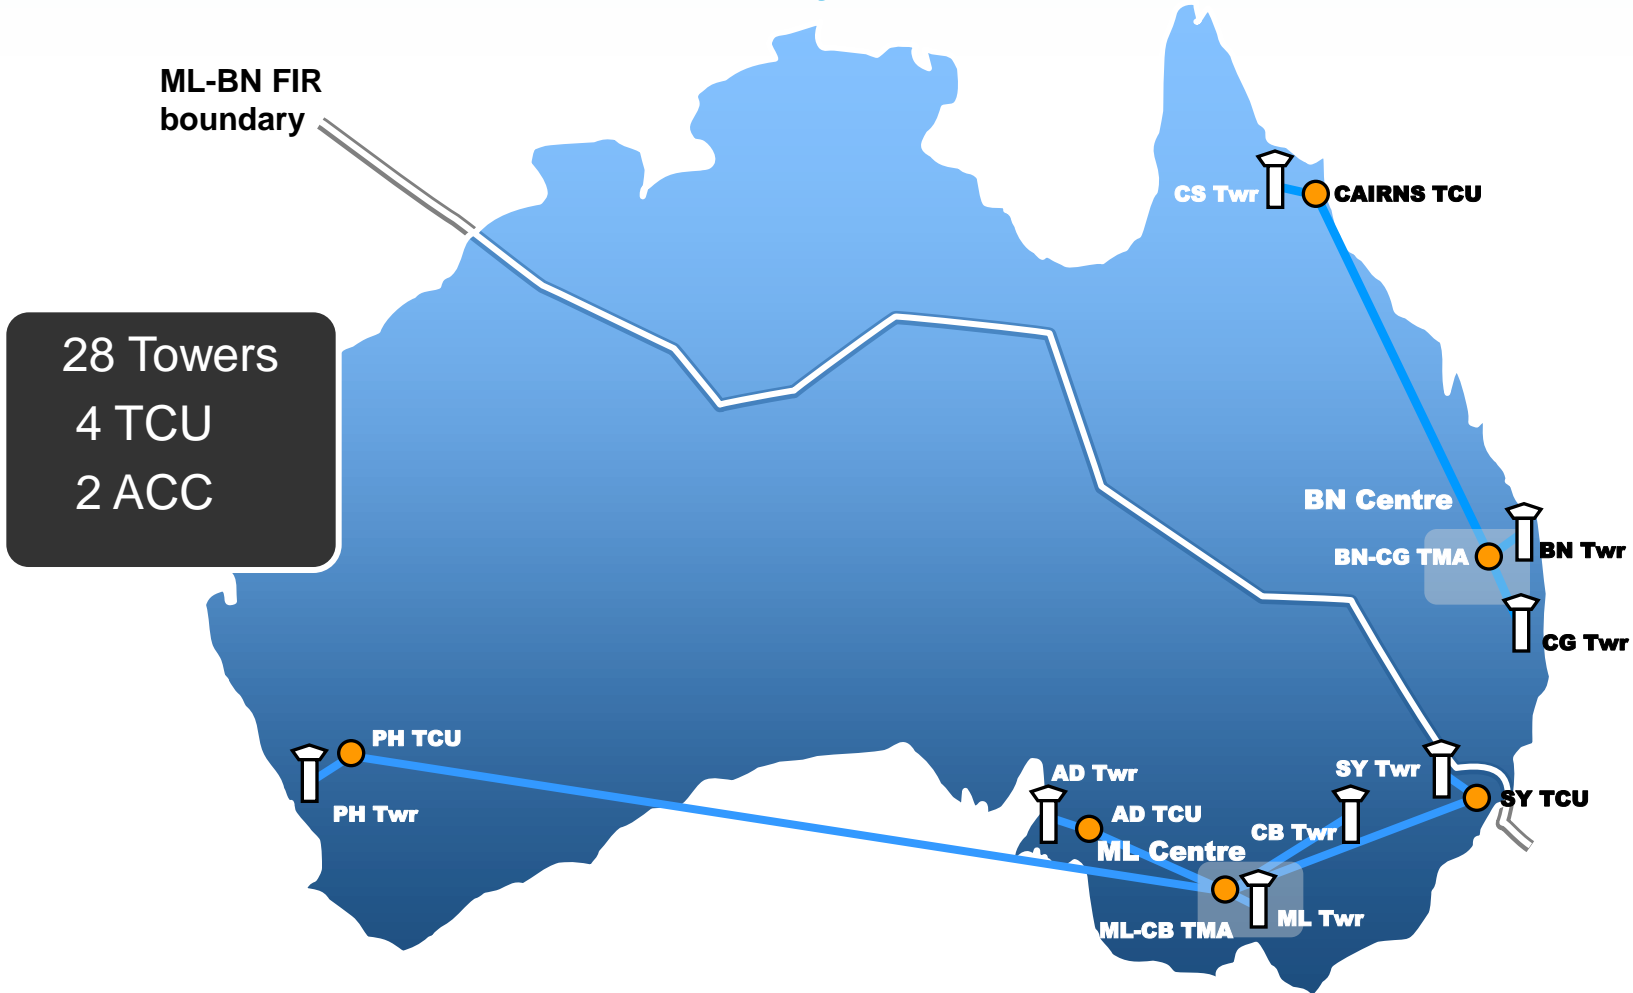 ML-BN FIR
boundary
CS Twr
CAIRNS TCU
28 Towers
4 TCU
2 ACC
BN Centre
BN-CG TMA
BN Twr
CG Twr
PH TCU
PH Twr
AD Twr
AD TCU
SY Twr
SY TCU
CB Twr
ML Centre
ML Twr
ML-CB TMA